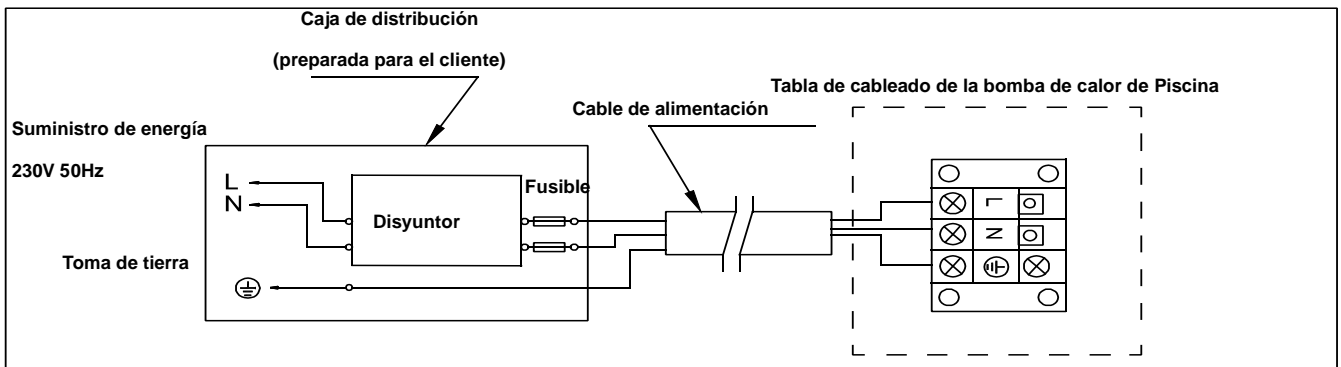 Caja de distribución
(preparada para el cliente)
Tabla de cableado de la bomba de calor de Piscina
Cable de alimentación
Suministro de energía
230V 50Hz
L
N
Fusible
Disyuntor
Toma de tierra
L
N